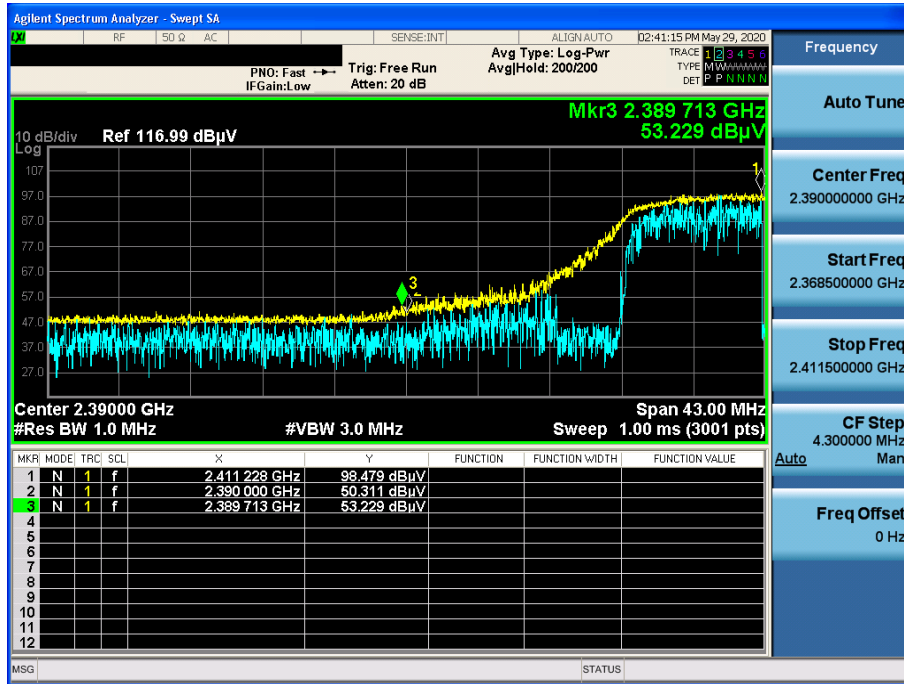 Agilent Spectrum Analyzer - Swept SA
LXI RF 50 Ω AC SENSE:INT ALIGN AUTO 02:41:15 PM May 29, 2020
Frequency
PNO: Fast
IFGain:Low
Trig: Free Run
Atten: 20 dB
Avg Type: Log-Pwr
Avg|Hold: 200/200
TRACE 1 2 3 4 5 6
TYPE M WWWWW
DET P P N N N N
Auto Tune
Mkr3 2.389 713 GHz
53.229 dBµV
10 dB/div Ref 116.99 dBµV
Log
107
97.0
87.0
77.0
67.0
57.0
47.0
37.0
27.0
1
3
2
Center 2.39000 GHz Span 43.00 MHz
#Res BW 1.0 MHz #VBW 3.0 MHz Sweep 1.00 ms (3001 pts)
Center Freq
2.390000000 GHz
Start Freq
2.368500000 GHz
Stop Freq
2.411500000 GHz
CF Step
4.300000 MHz
Auto Man
Freq Offset
0 Hz
MKR MODE TRC SCL X Y FUNCTION FUNCTION WIDTH FUNCTION VALUE
1 N 1 f 2.411 228 GHz 98.479 dBµV
2 N 1 f 2.390 000 GHz 50.311 dBµV
3 N 1 f 2.389 713 GHz 53.229 dBµV
4
5
6
7
8
9
10
11
12
MSG STATUS